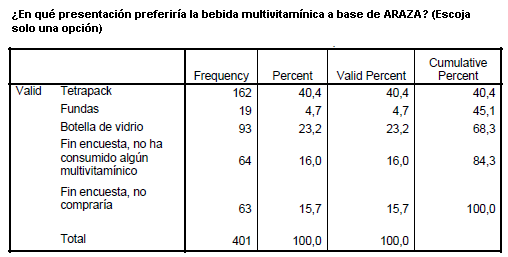 ¿En qué presentación preferiría la bebida multivitamínica a base de ARAZA? (Escoja
solo una opción)
Frequency Percent Valid Percent Cumulative Percent
Valid Tetrapack 162 40,4 40,4 40,4
Fundas 19 4,7 4,7 45,1
Botella de vidrio 93 23,2 23,2 68,3
Fin encuesta, no ha
consumido algún
multivitamínico 64 16,0 16,0 84,3
Fin encuesta, no
compraría 63 15,7 15,7 100,0
Total 401 100,0 100,0